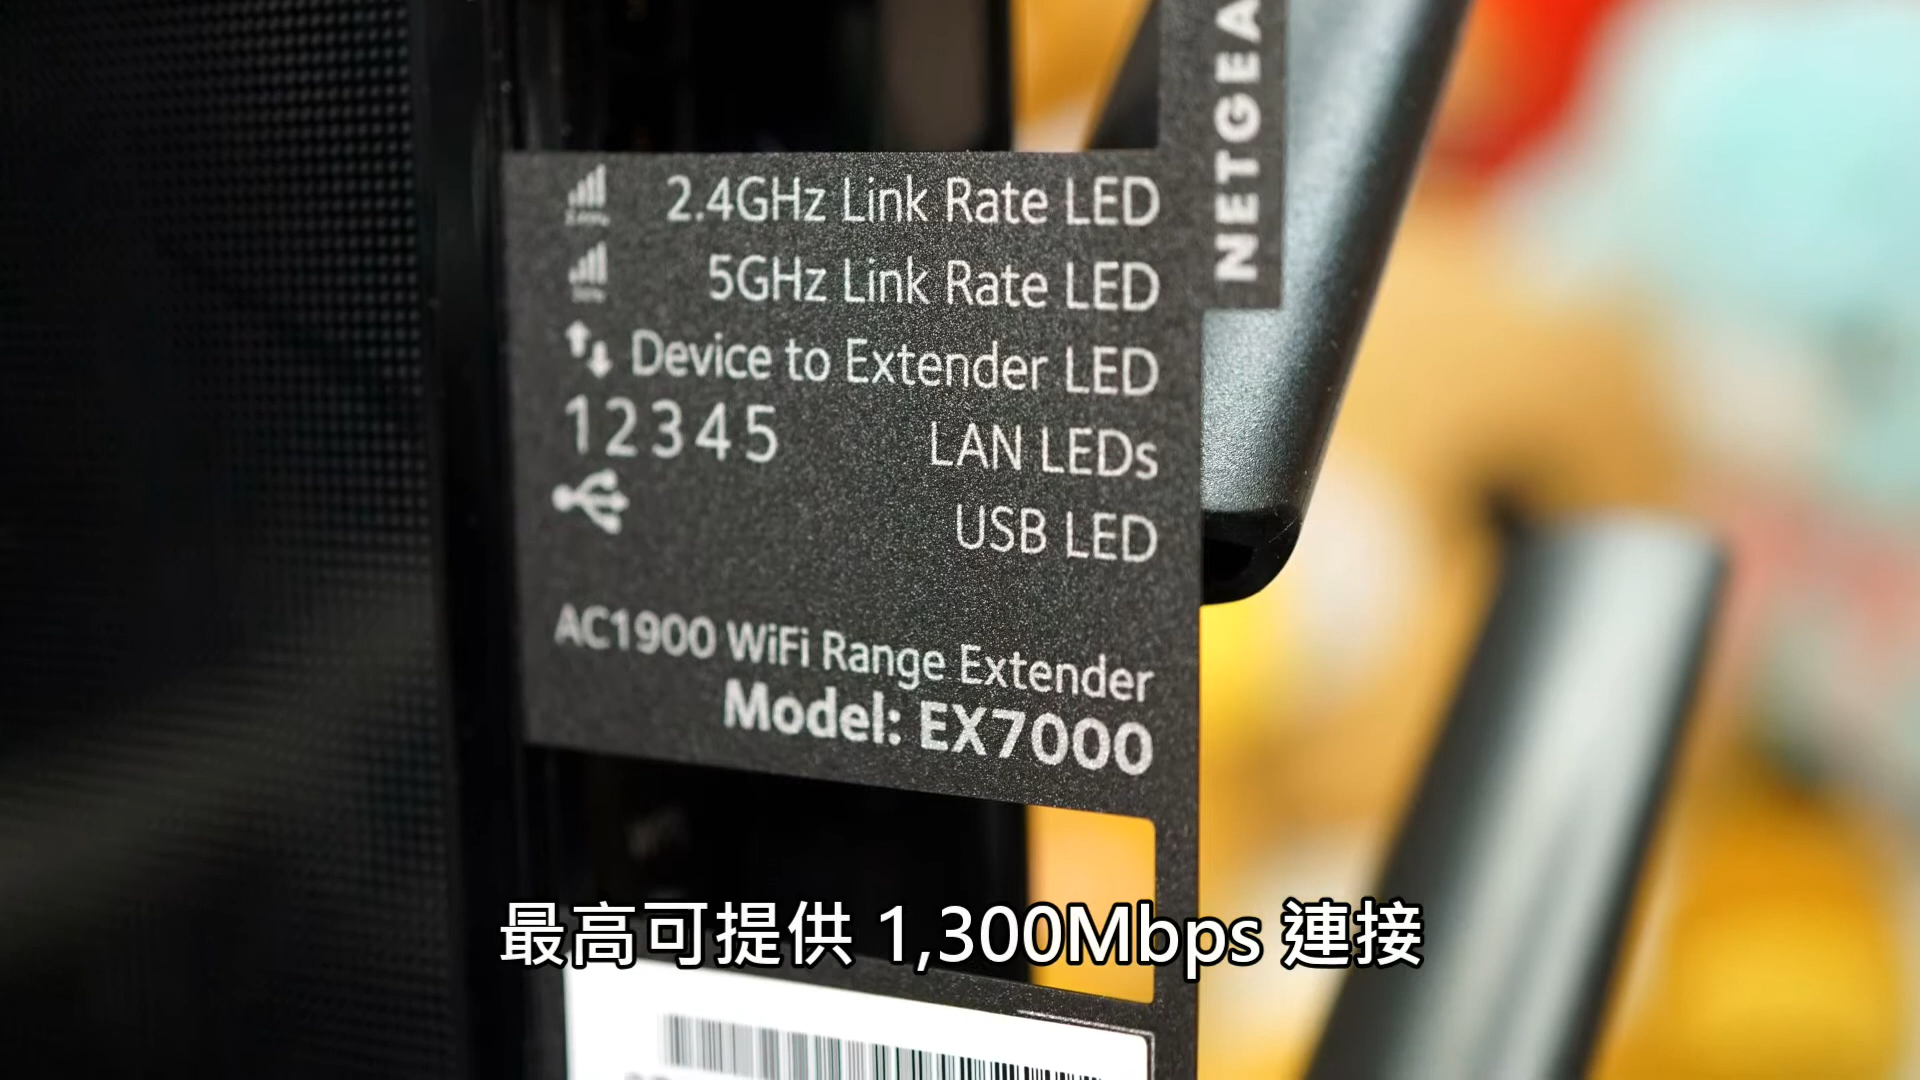 NETGEA
2.4GHz Link Rate LED
5GHz Link Rate LED
Device to Extender LED
12345 LAN LEDs
USB LED
AC1900 WiFi Range Extender
Model: EX7000
最高可提供 1,300Mbps 連接